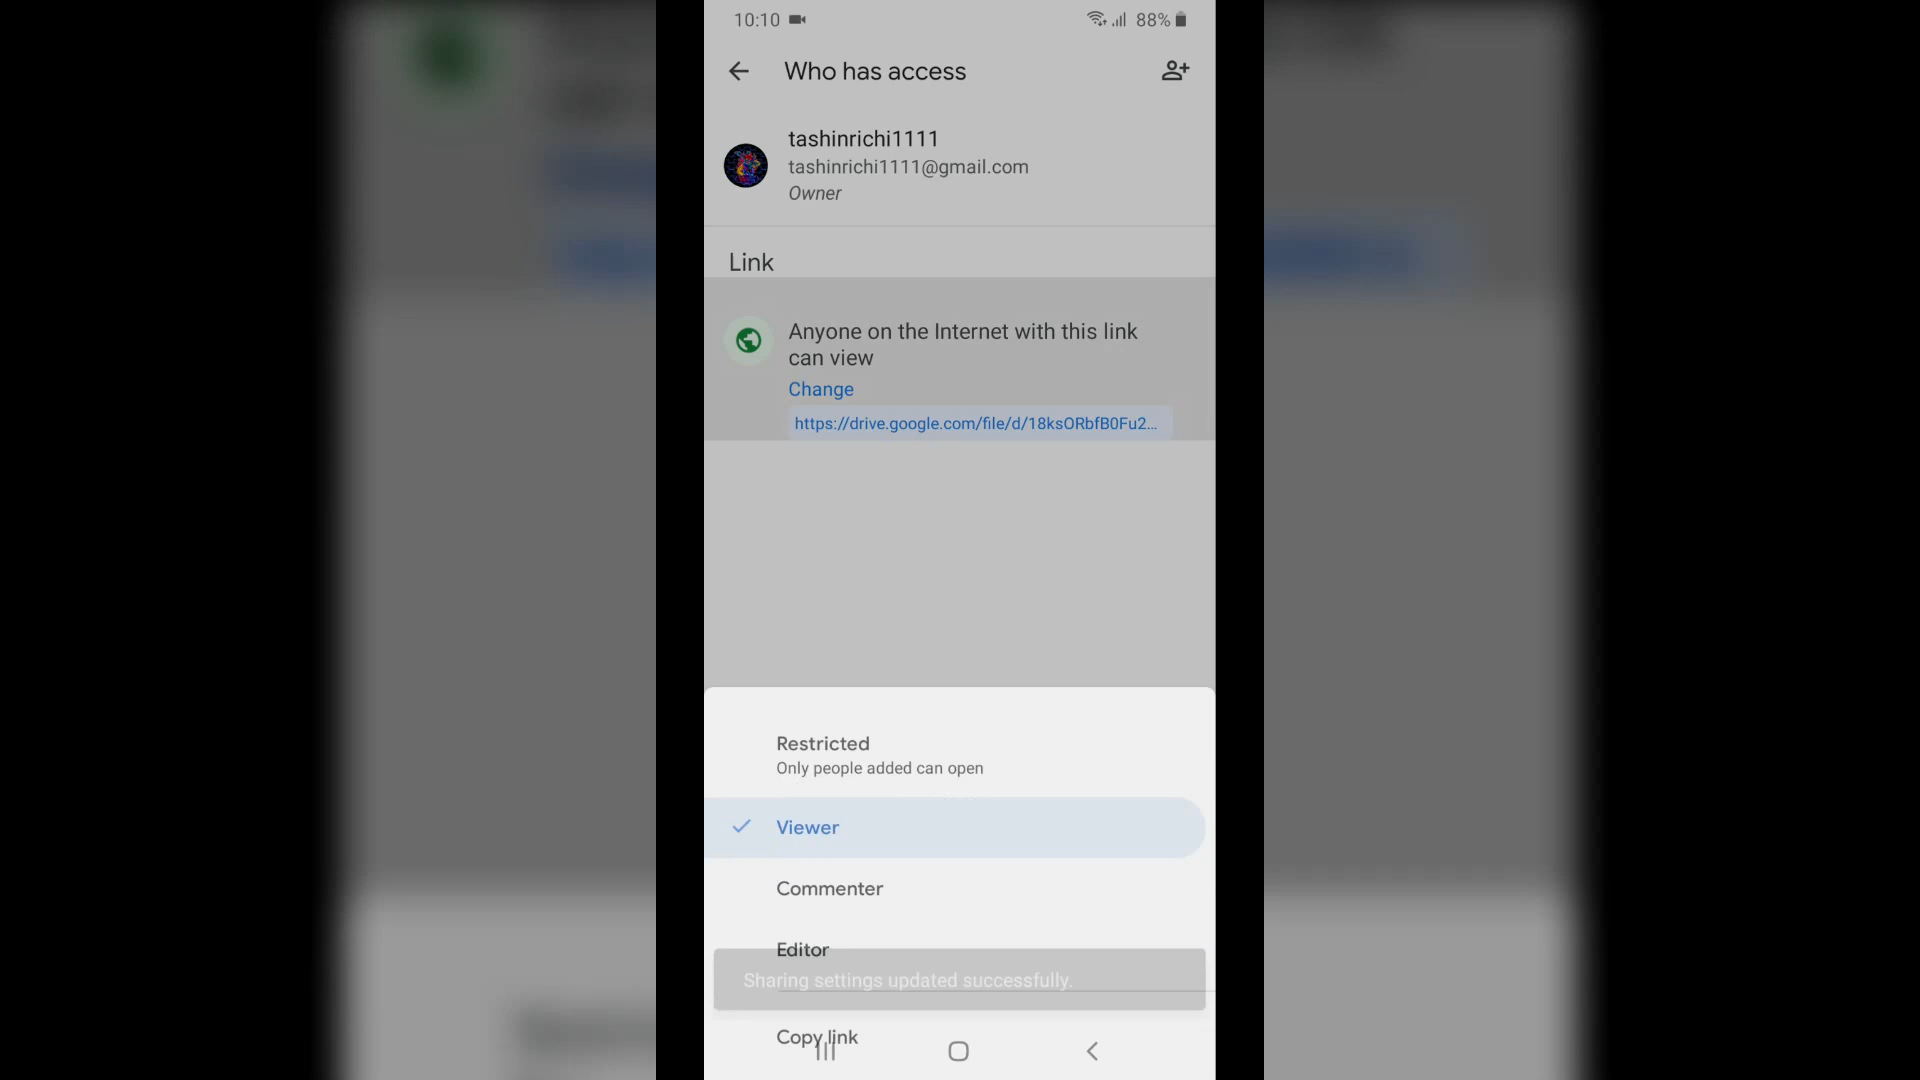 10:10
88%
Who has access
tashinrichi1111
tashinrichi1111@gmail.com
Owner
Link
Anyone on the Internet with this link
can view
Change
https://drive.google.com/file/d/18ksORbfB0Fu2...
Restricted
Only people added can open
Viewer
Commenter
Editor
Sharing settings updated successfully.
Copy link